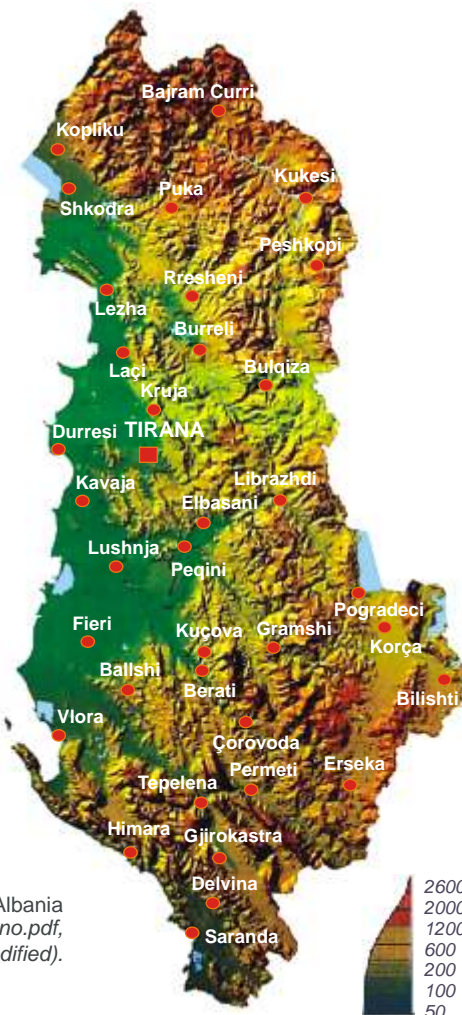 Bajram Curri
Kopliku
Kukesi
Puka
Shkodra
Peshkopi
Rresheni
Lezha
Burreli
Laçi
Bulqiza
Kruja
Durresi TIRANA
Kavaja
Librazhdi
Elbasani
Lushnja
Peqini
Pogradeci
Fieri
Kuçova
Gramshi
Korça
Ballshi
Berati
Bilishti
Vlora
Çorovoda
Permeti
Erseka
Tepelena
Himara
Gjirokastra
Delvina
Saranda
Albania
no.pdf,
dified).
2600
2000
1200
600
200
100
50